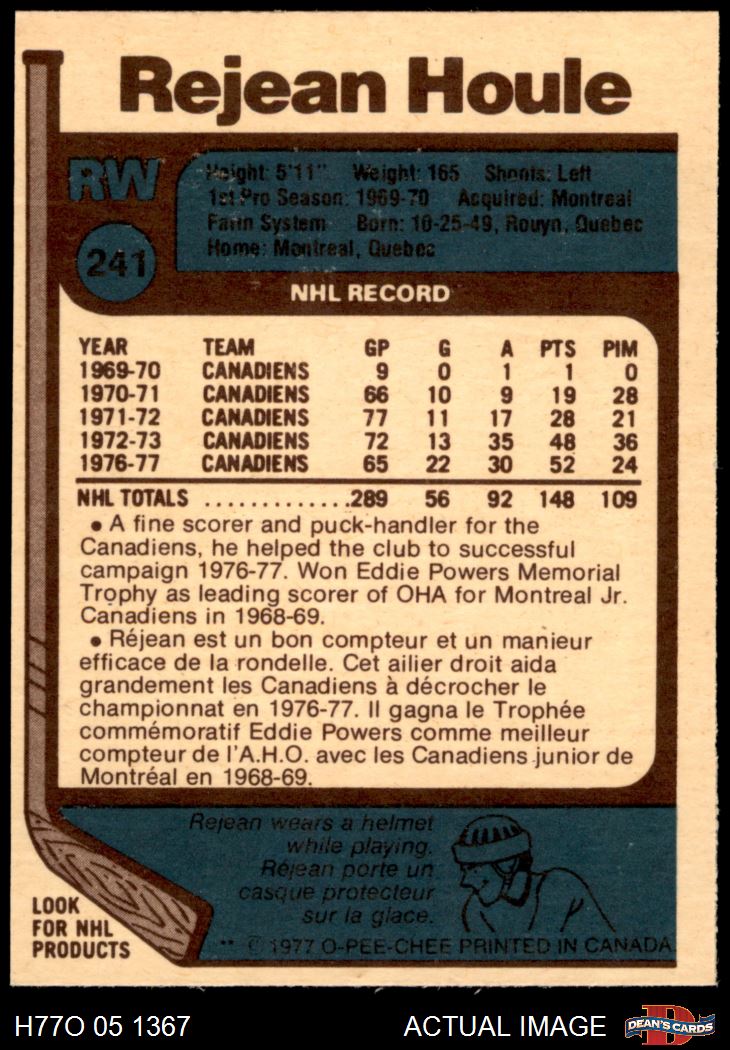 Rejean Houle
RW
Height: 5'11" Weight: 165 Shoots: Left
1st Pro Season: 1969-70 Acquired: Montreal
Farm System Born: 10-25-49, Rouyn, Quebec
Home: Montreal, Quebec
241
NHL RECORD
YEAR TEAM GP G A PTS PIM
1969-70 CANADIENS 9 0 1 1 0
1970-71 CANADIENS 66 10 9 19 28
1971-72 CANADIENS 77 11 17 28 21
1972-73 CANADIENS 72 13 35 48 36
1976-77 CANADIENS 65 22 30 52 24
NHL TOTALS .............289 56 92 148 109
• A fine scorer and puck-handler for the
Canadiens, he helped the club to successful
campaign 1976-77. Won Eddie Powers Memorial
Trophy as leading scorer of OHA for Montreal Jr.
Canadiens in 1968-69.
• Réjean est un bon compteur et un manieur
efficace de la rondelle. Cet ailier droit aida
grandement les Canadiens à décrocher le
championnat en 1976-77. Il gagna le Trophée
commémoratif Eddie Powers comme meilleur
compteur de l'A.H.O. avec les Canadiens junior de
Montréal en 1968-69.
Rejean wears a helmet
while playing.
Réjean porte un
casque protecteur
sur la glace.
LOOK
FOR NHL
PRODUCTS
** © 1977 O-PEE-CHEE PRINTED IN CANADA
H77O 05 1367 ACTUAL IMAGE
D
DEAN'S CARDS